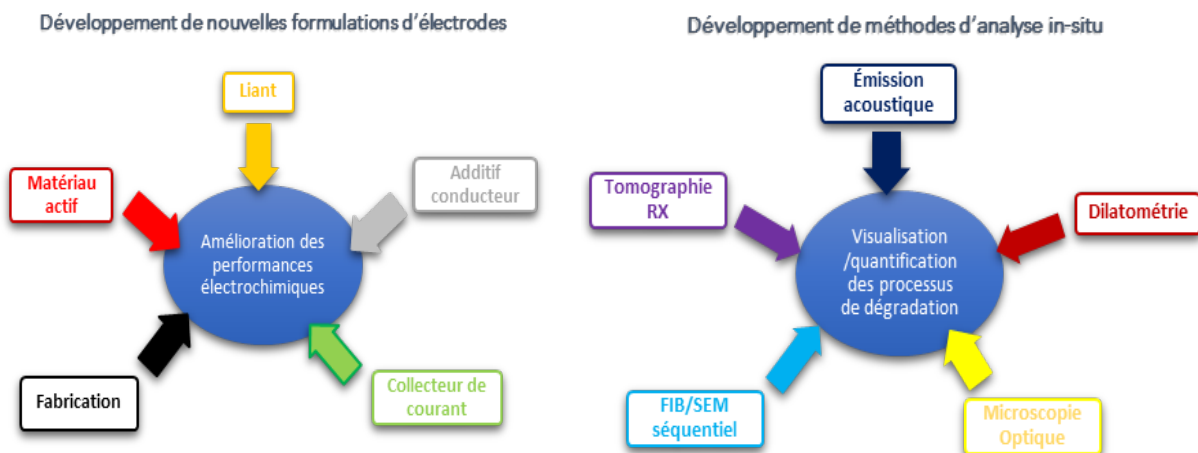 Développement de nouvelles formulations d'électrodes
Liant
Matériau
actif
Additif
conducteur
Amélioration des
performances
électrochimiques
Fabrication
Collecteur de
courant
Développement de méthodes d'analyse in-situ
Émission
acoustique
Tomographie
RX
Dilatométrie
Visualisation
/quantification
des processus
de dégradation
FIB/SEM
séquentiel
Microscopie
Optique